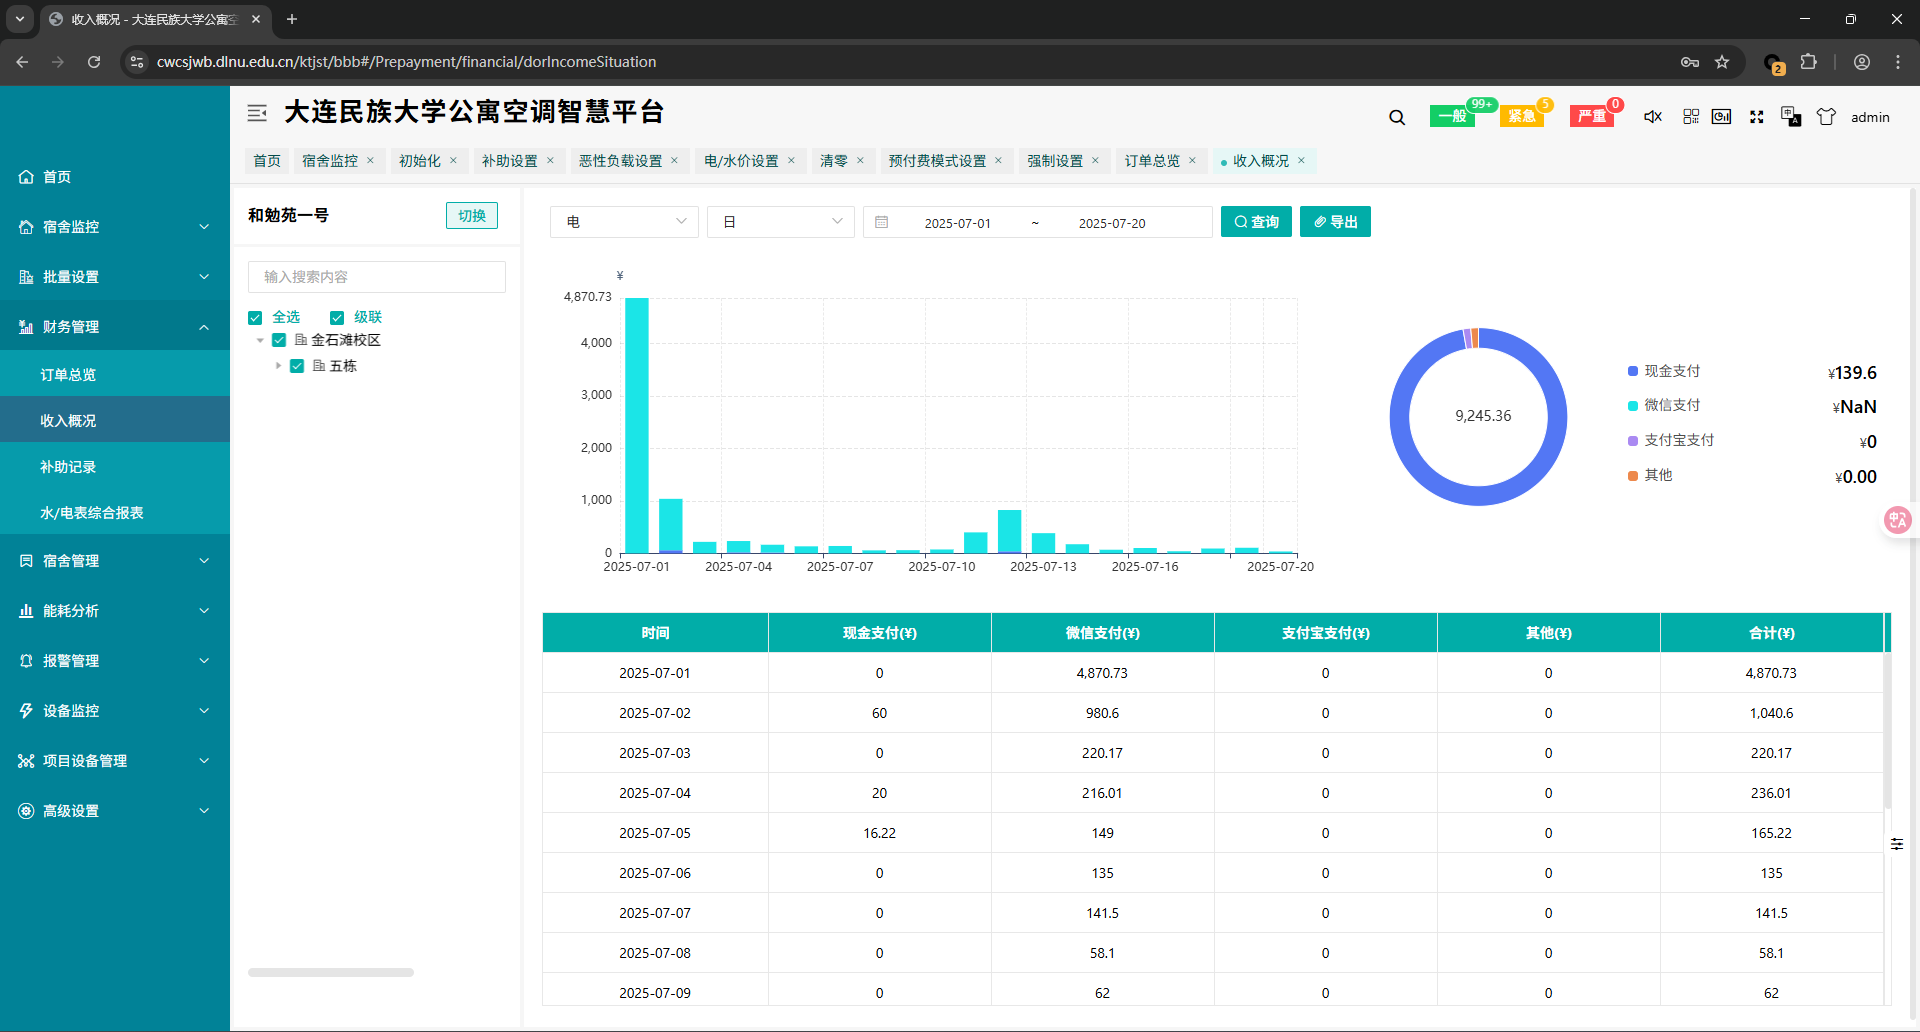 收入概况 - 大连民族大学公寓空
cwcsjwb.dlnu.edu.cn/ktjst/bbb#/Prepayment/financial/dorIncomeSituation
2
大连民族大学公寓空调智慧平台
一般 99+ 紧急 5 严重 0 admin
首页 宿舍监控 初始化 补助设置 恶性负载设置 电/水价设置 清零 预付费模式设置 强制设置 订单总览 收入概况
首页
宿舍监控
批量设置
财务管理
订单总览
收入概况
补助记录
水/电表综合报表
宿舍管理
能耗分析
报警管理
设备监控
项目设备管理
高级设置
和勉苑一号 切换
输入搜索内容
全选 级联
金石滩校区
五栋
电 日 2025-07-01 ~ 2025-07-20 查询 导出
¥
4,870.73
4,000
3,000
2,000
1,000
0
2025-07-01 2025-07-04 2025-07-07 2025-07-10 2025-07-13 2025-07-16 2025-07-20
9,245.36
现金支付 ¥139.6
微信支付 ¥NaN
支付宝支付 ¥0
其他 ¥0.00
时间 现金支付(¥) 微信支付(¥) 支付宝支付(¥) 其他(¥) 合计(¥)
2025-07-01 0 4,870.73 0 0 4,870.73
2025-07-02 60 980.6 0 0 1,040.6
2025-07-03 0 220.17 0 0 220.17
2025-07-04 20 216.01 0 0 236.01
2025-07-05 16.22 149 0 0 165.22
2025-07-06 0 135 0 0 135
2025-07-07 0 141.5 0 0 141.5
2025-07-08 0 58.1 0 0 58.1
2025-07-09 0 62 0 0 62